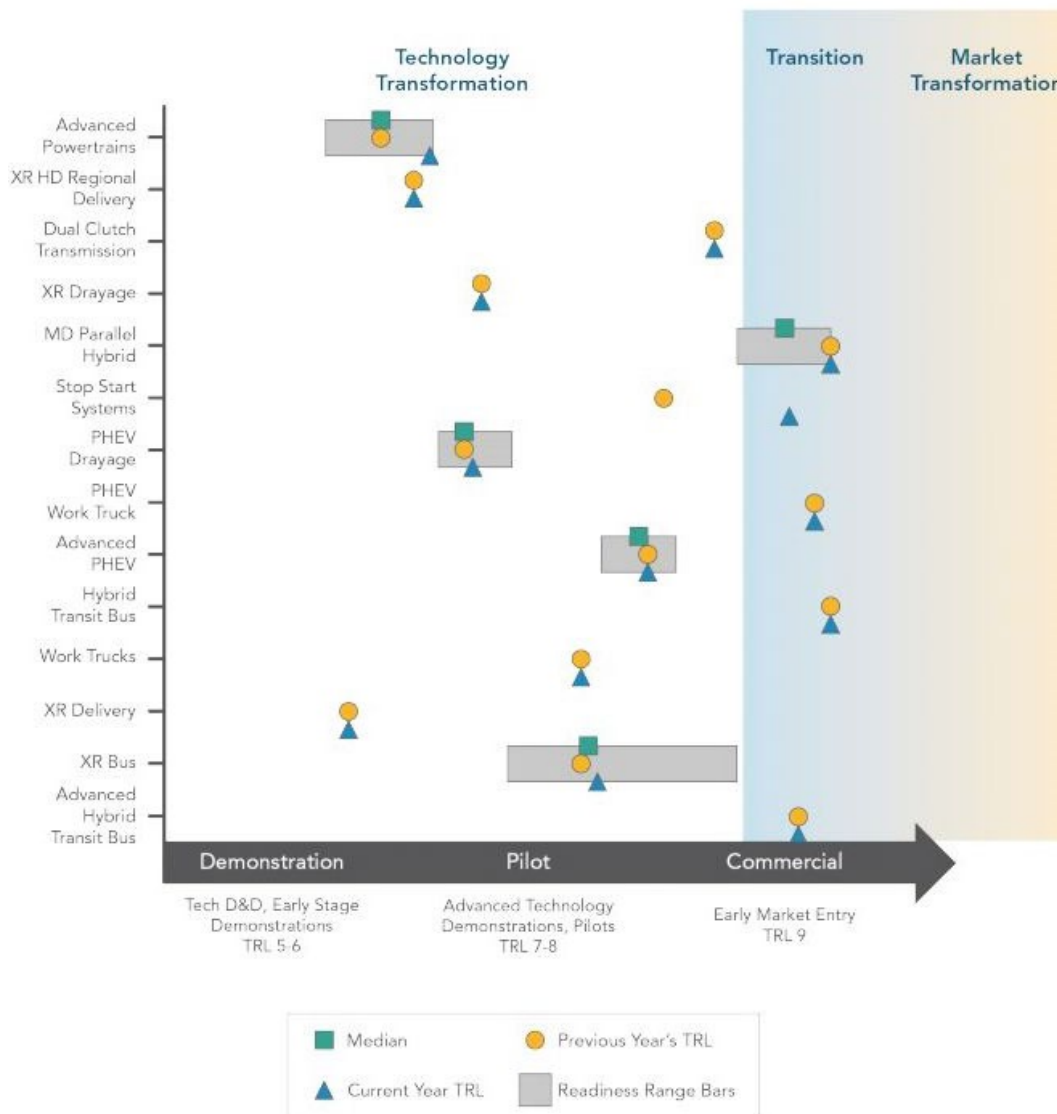 Technology
Transformation
Transition
Market
Transformation
Advanced
Powertrains
XR HD Regional
Delivery
Dual Clutch
Transmission
XR Drayage
MD Parallel
Hybrid
Stop Start
Systems
PHEV
Drayage
PHEV
Work Truck
Advanced
PHEV
Hybrid
Transit Bus
Work Trucks
XR Delivery
XR Bus
Advanced
Hybrid
Transit Bus
Demonstration
Pilot
Commercial
Tech D&D, Early Stage
Demonstrations
TRL 5-6
Advanced Technology
Demonstrations, Pilots
TRL 7-8
Early Market Entry
TRL 9
Median
Previous Year's TRL
Current Year TRL
Readiness Range Bars